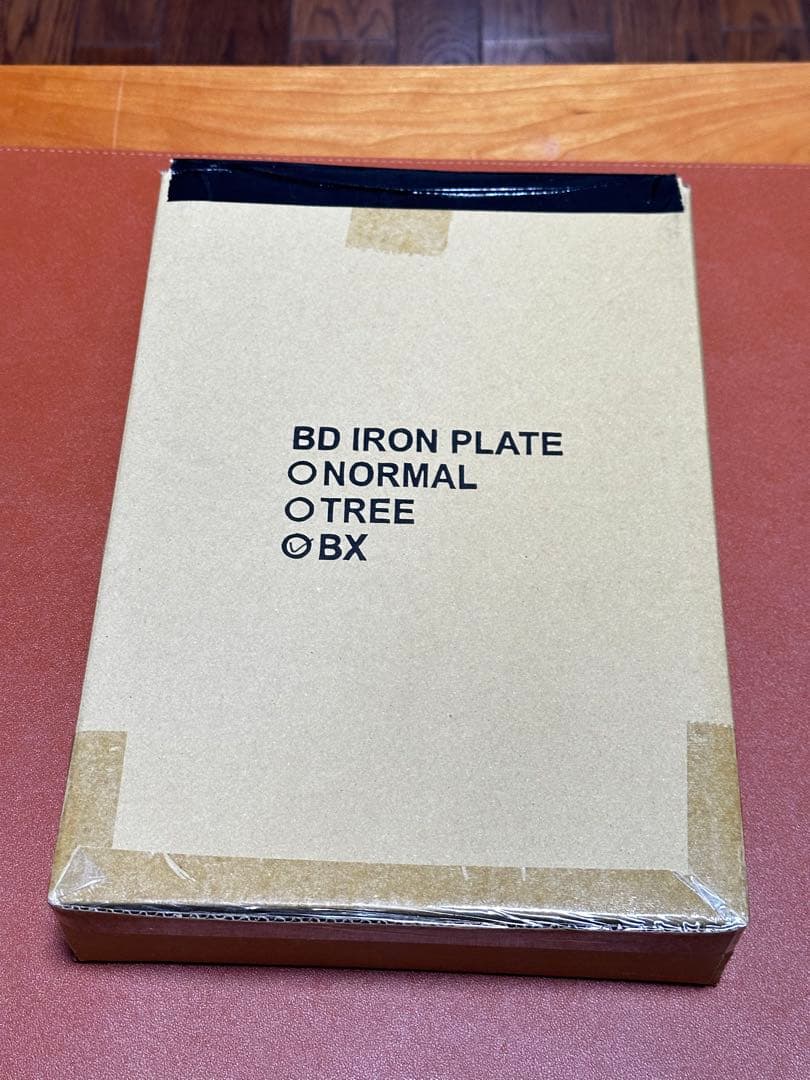 BD IRON PLATE
○NORMAL
○TREE
✓BX